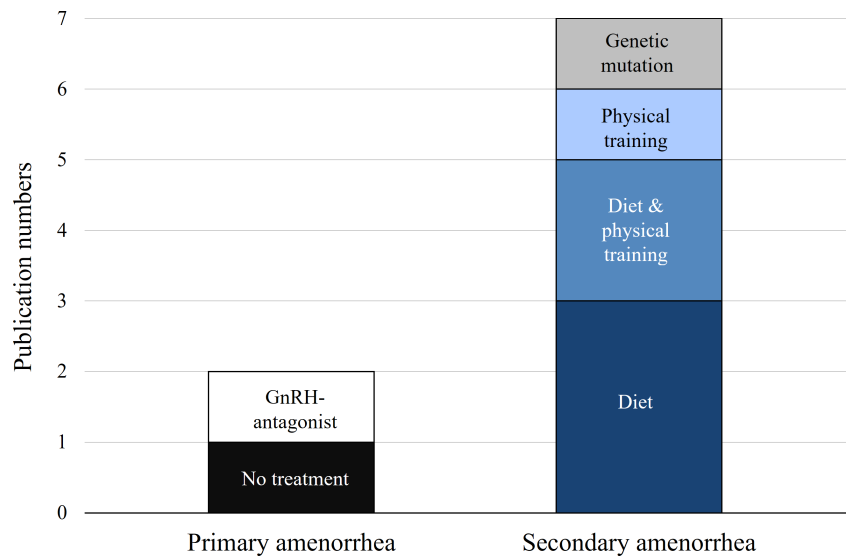 Publication numbers
7
6
5
4
3
2
1
0
GnRH-
antagonist
No treatment
Genetic
mutation
Physical
training
Diet &
physical
training
Diet
Primary amenorrhea
Secondary amenorrhea